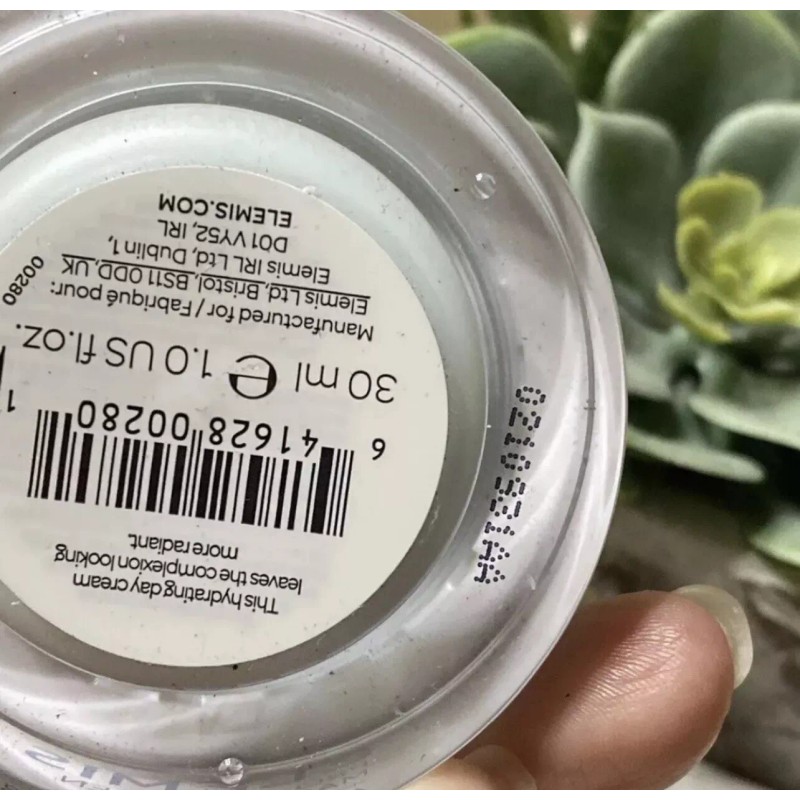 This hydrating day cream
leaves the complexion looking
more radiant.
6 41628 00280 1
30 ml ℮ 1.0 US fl.oz.
Manufactured for / Fabriqué pour:
Elemis Ltd, Bristol, BS11 0DD, UK
Elemis IRL Ltd, Dublin 1,
D01 VY52, IRL
ELEMIS.COM
00280